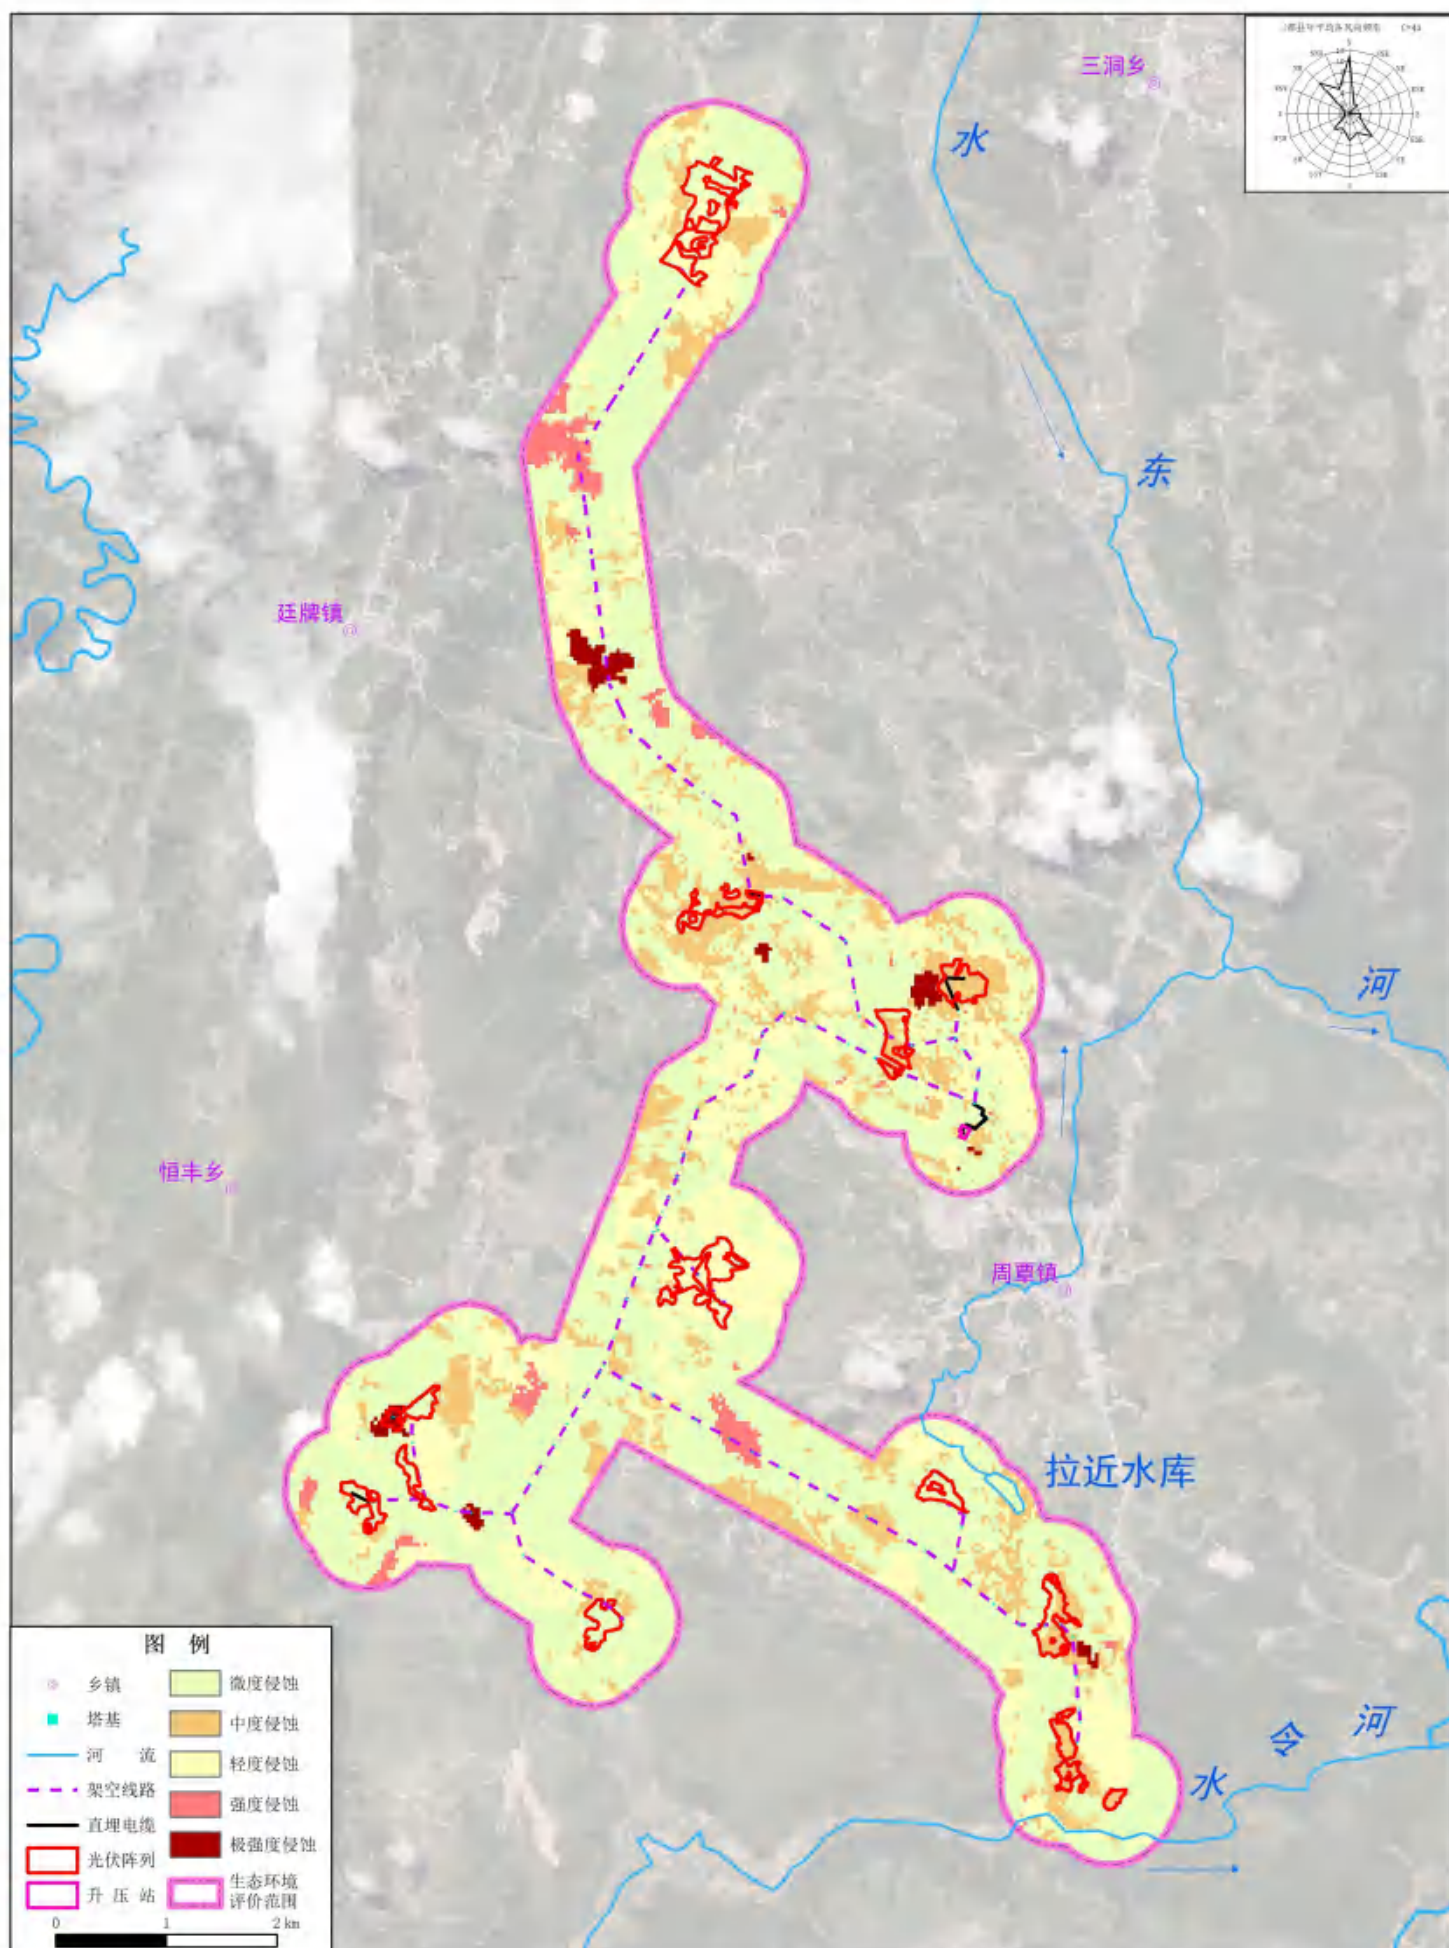 三洞乡
水
东
廷牌镇
河
恒丰乡
周覃镇
拉近水库
河
令
水
图 例
乡镇
塔基
河 流
架空线路
直埋电缆
光伏阵列
升 压 站
微度侵蚀
中度侵蚀
轻度侵蚀
强度侵蚀
极强度侵蚀
生态环境
评价范围
0 1 2 km